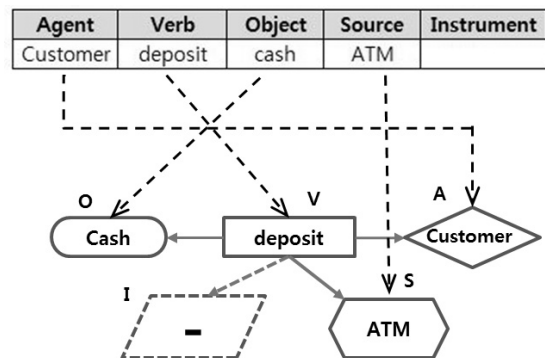 Agent Verb Object Source Instrument
Customer deposit cash ATM
O V A
Cash deposit Customer
I S
- ATM